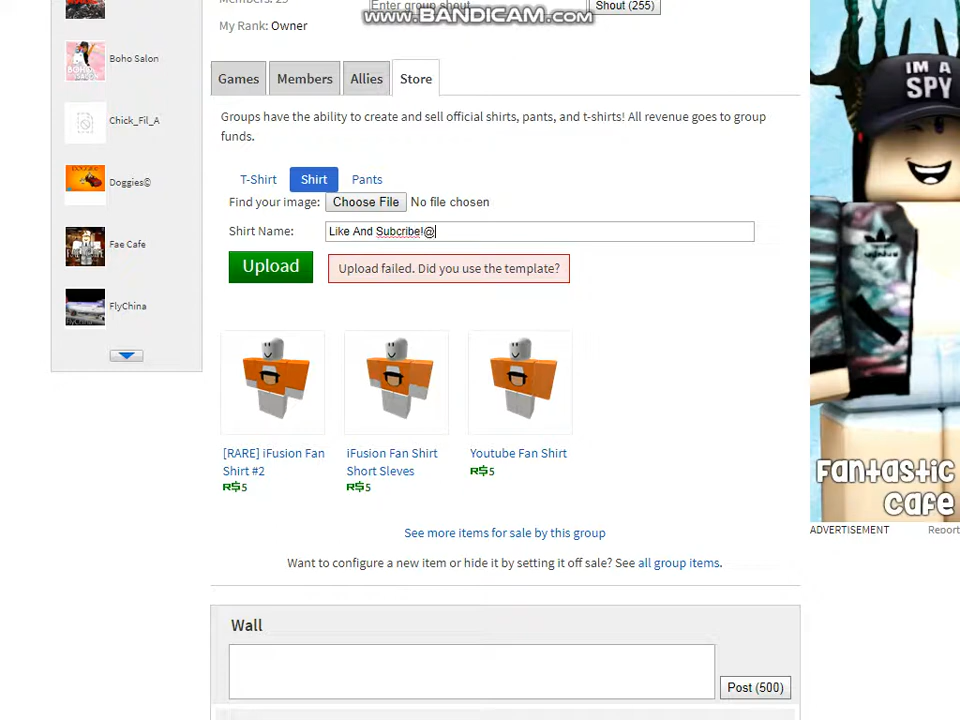 www.BANDICAM.com
Enter group shout
Shout (255)
My Rank: Owner
Boho Salon
Chick_Fil_A
Doggies©
Fae Cafe
FlyChina
Games
Members
Allies
Store
Groups have the ability to create and sell official shirts, pants, and t-shirts! All revenue goes to group
funds.
T-Shirt
Shirt
Pants
Find your image: Choose File No file chosen
Shirt Name: Like And Subcribe!@
Upload
Upload failed. Did you use the template?
[RARE] iFusion Fan
Shirt #2
R$5
iFusion Fan Shirt
Short Sleves
R$5
Youtube Fan Shirt
R$5
See more items for sale by this group
Want to configure a new item or hide it by setting it off sale? See all group items.
Wall
Post (500)
IM A
SPY
adidas
Fantastic
Cafe
ADVERTISEMENT
Report